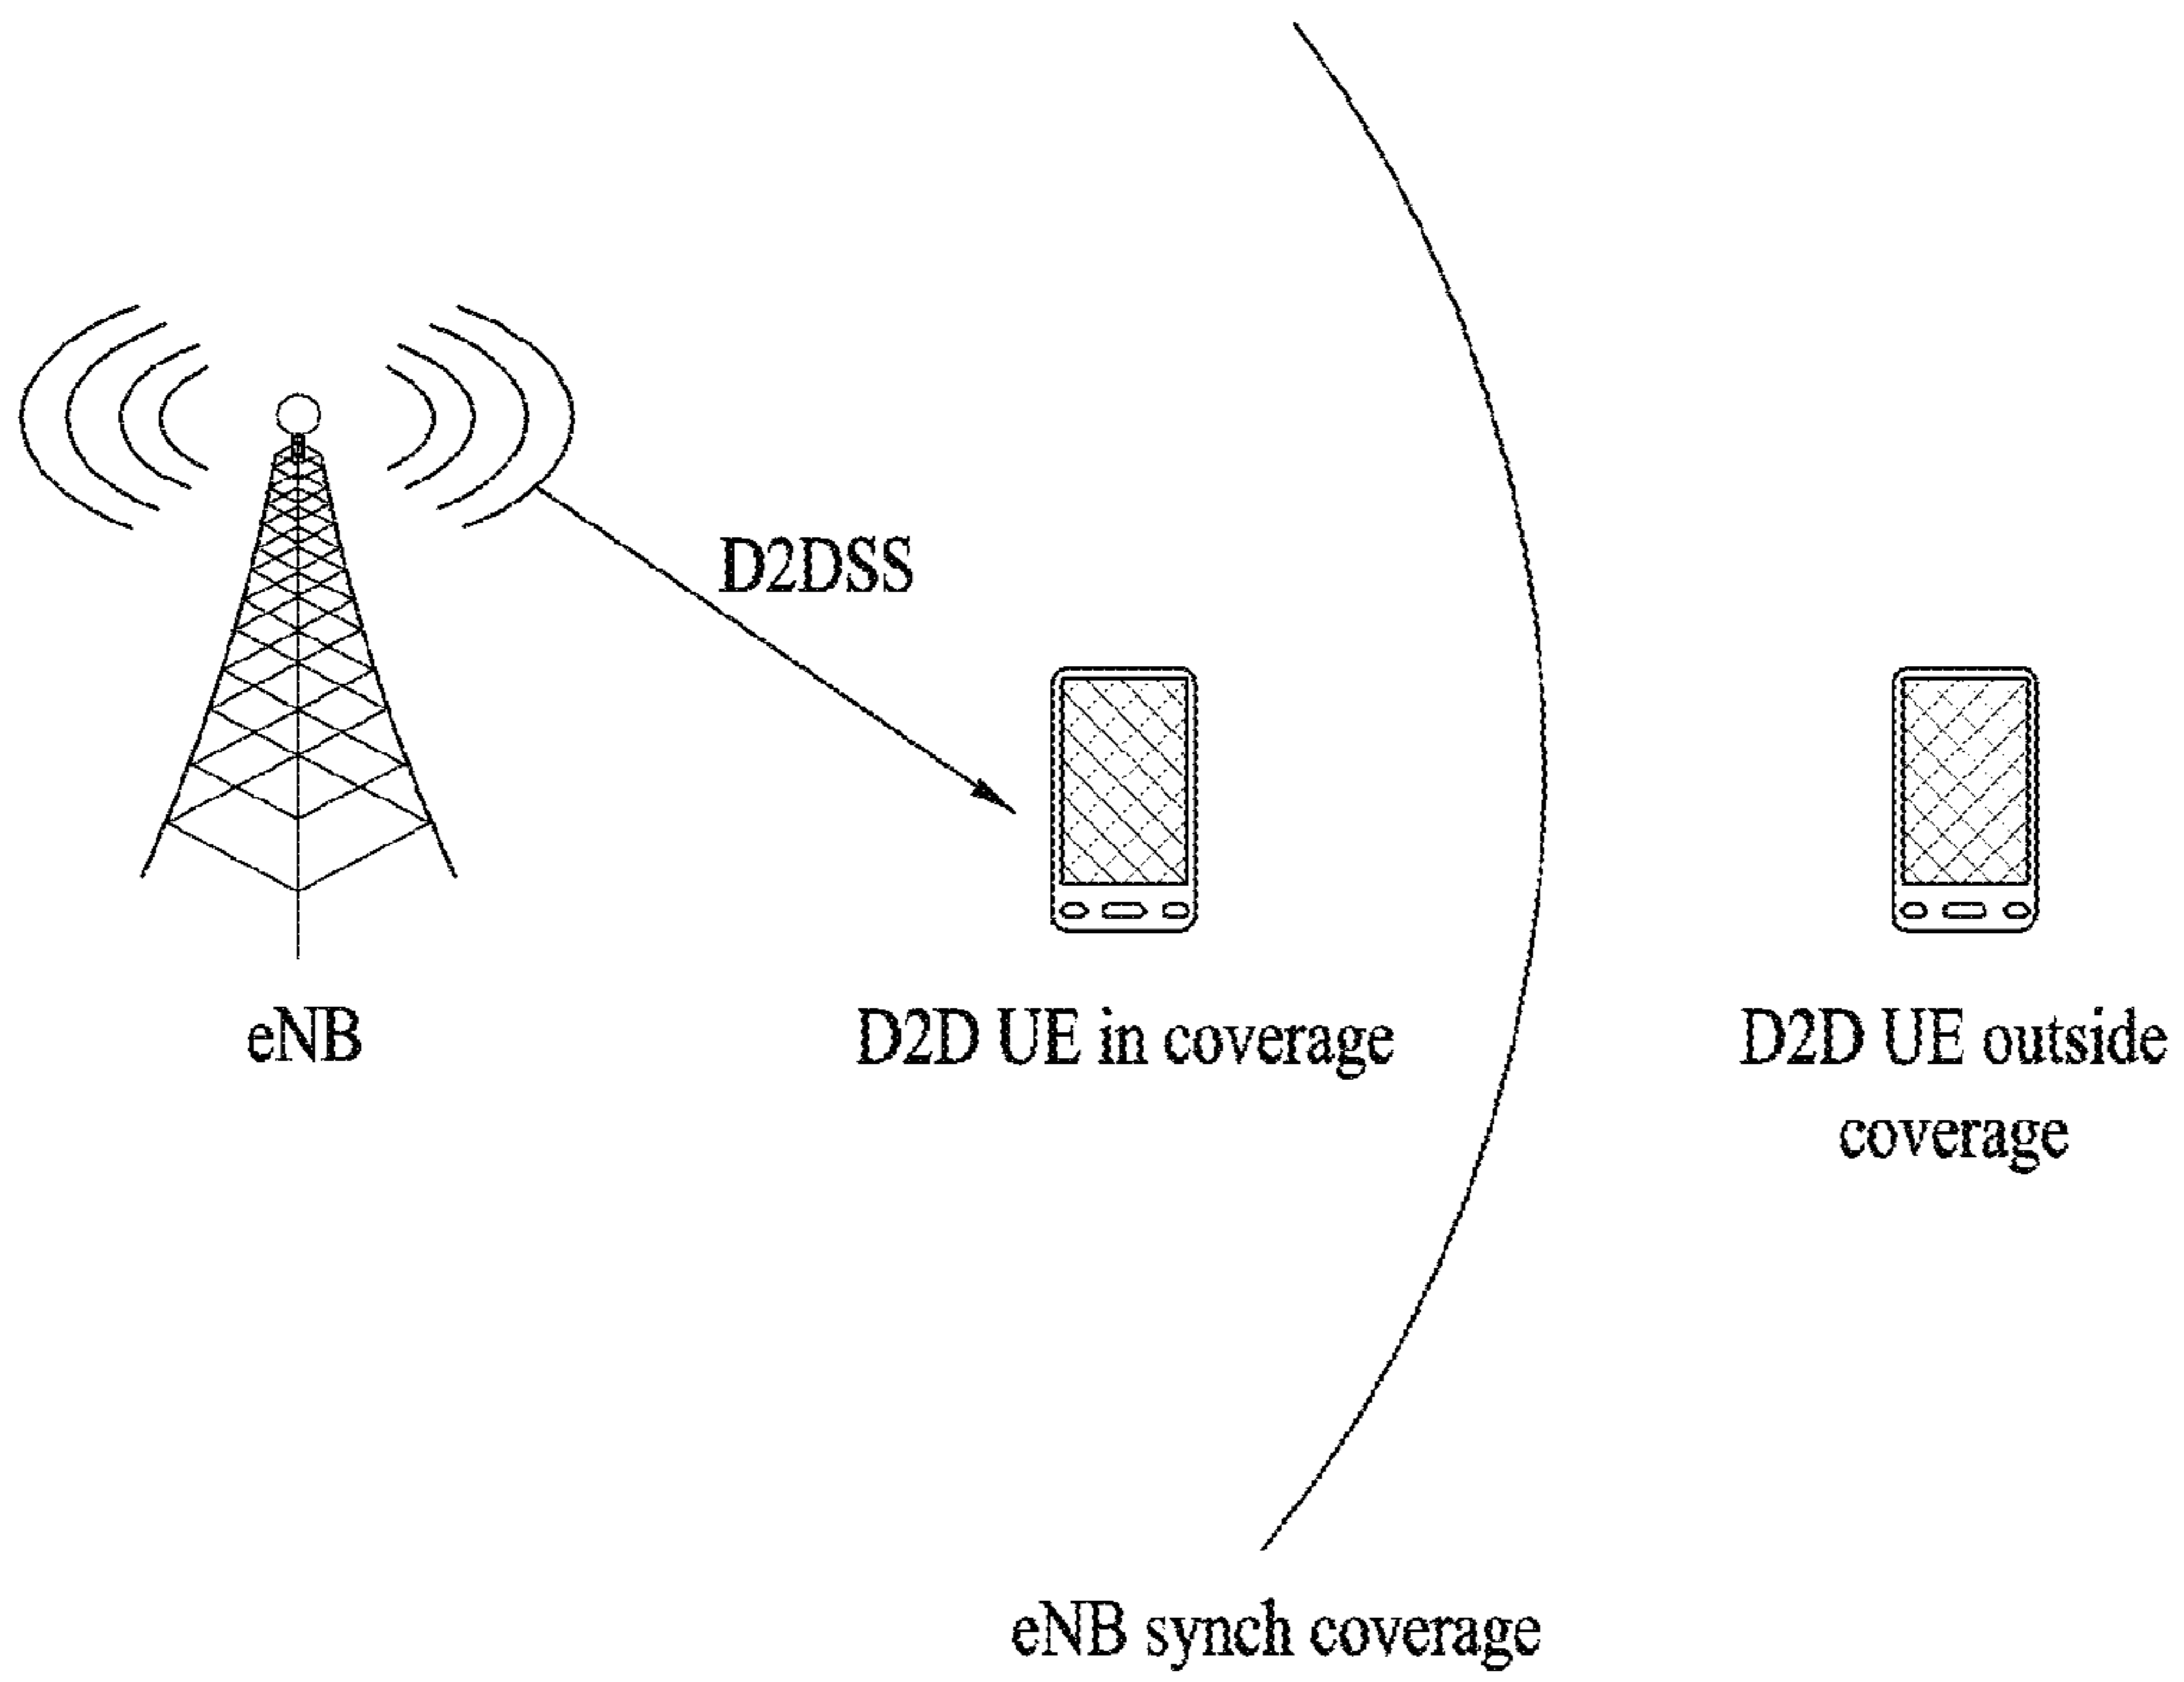 D2DSS
eNB
D2D UE in coverage
D2D UE outside
coverage
eNB synch coverage